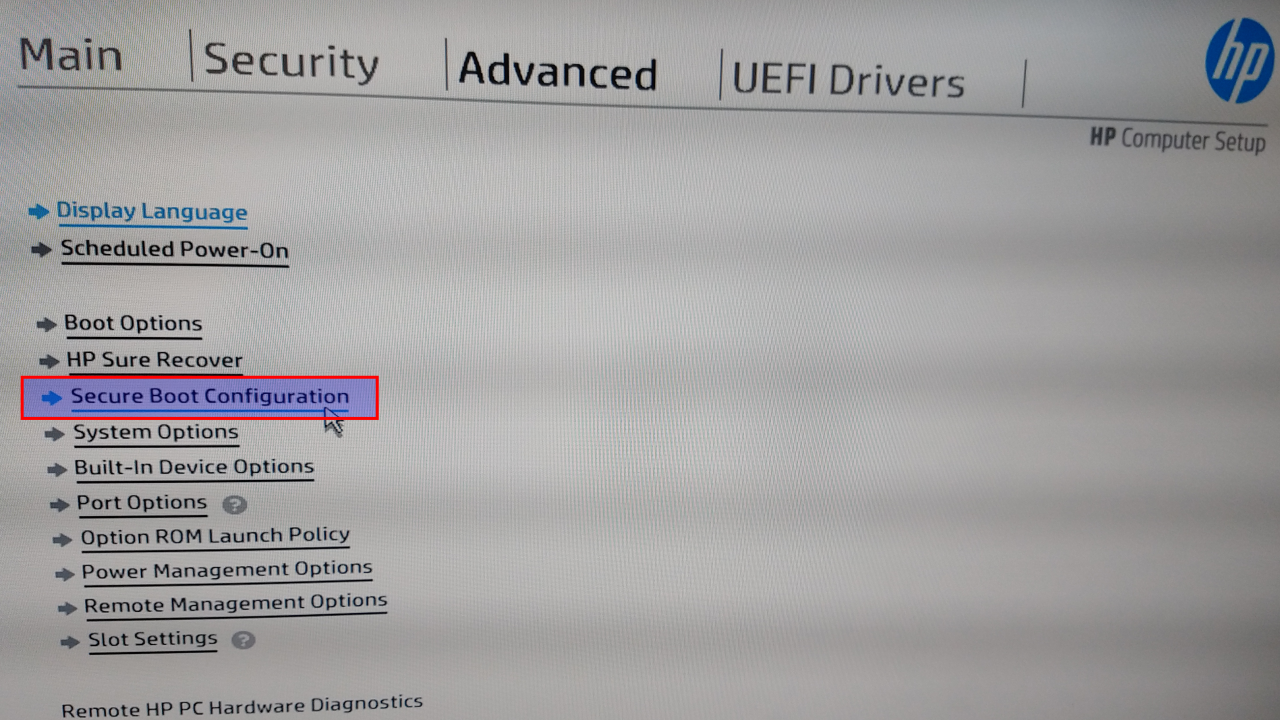 Main
Security
Advanced
UEFI Drivers
hp
HP Computer Setup
Display Language
Scheduled Power-On
Boot Options
HP Sure Recover
Secure Boot Configuration
System Options
Built-In Device Options
Port Options ?
Option ROM Launch Policy
Power Management Options
Remote Management Options
Slot Settings ?
Remote HP PC Hardware Diagnostics